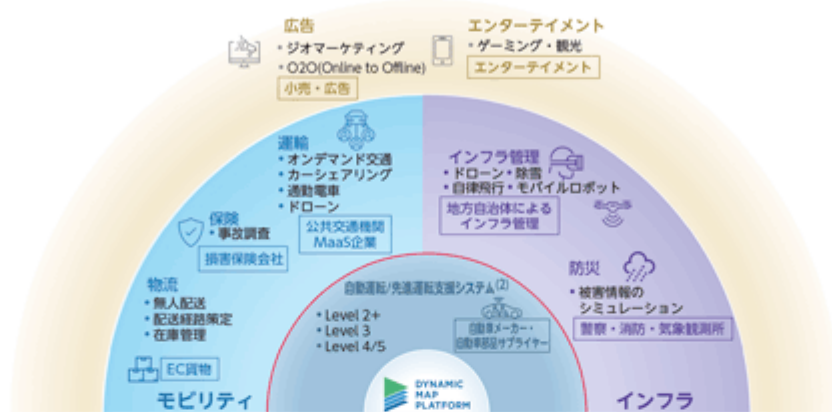 広告
・ジオマーケティング
・O2O(Online to Offline)
小売・広告
エンターテイメント
・ゲーミング・観光
エンターテイメント
運輸
・オンデマンド交通
・カーシェアリング
・通勤電車
・ドローン
公共交通機関
MaaS企業
保険
・事故調査
損害保険会社
物流
・無人配送
・配送経路策定
・在庫管理
EC貨物
モビリティ
インフラ管理
・ドローン・除雪
・自律飛行・モバイルロボット
地方自治体による
インフラ管理
防災
・被害情報の
シミュレーション
警察・消防・気象観測所
インフラ
自動運転/先進運転支援システム(2)
・Level 2+
・Level 3
・Level 4/5
自動車メーカー・
自動車部品サプライヤー
DYNAMIC
MAP
PLATFORM